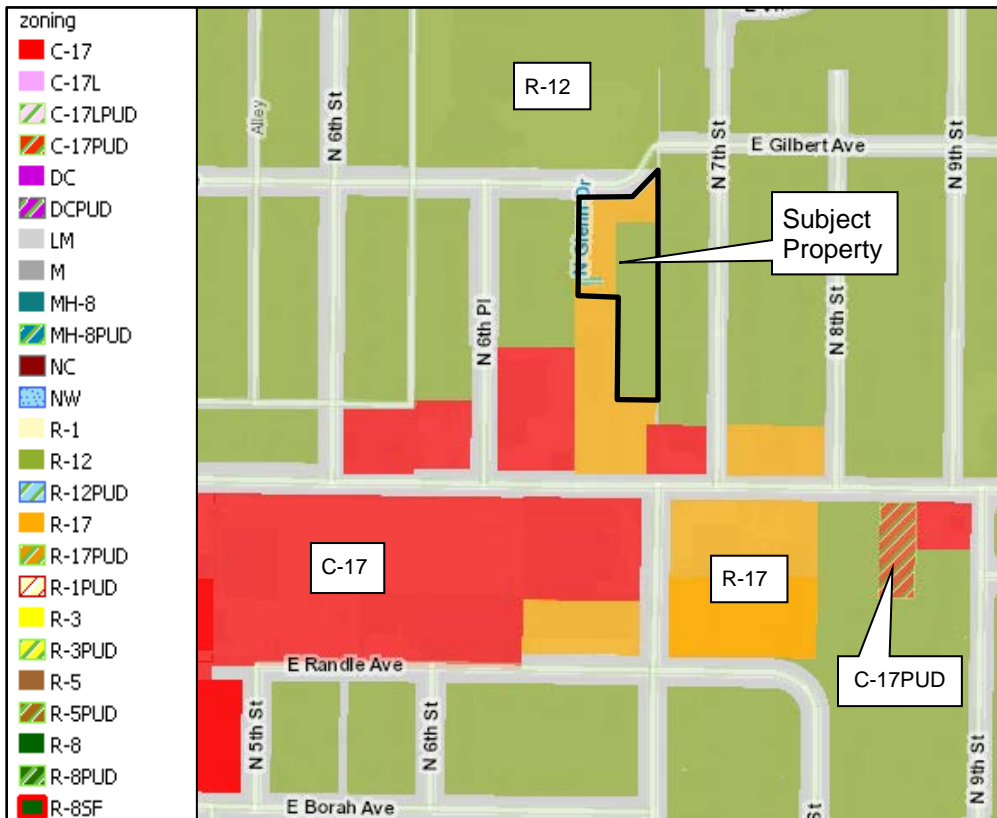 zoning
C-17
C-17L
C-17LPUD
C-17PUD
DC
DCPUD
LM
M
MH-8
MH-8PUD
NC
NW
R-1
R-12
R-12PUD
R-17
R-17PUD
R-1PUD
R-3
R-3PUD
R-5
R-5PUD
R-8
R-8PUD
R-8SF
R-12
Alley
N 6th St
N 7th St
E Gilbert Ave
N 9th St
N Glenn Dr
Subject
Property
N 6th Pl
N 8th St
C-17
R-17
C-17PUD
E Randle Ave
N 5th St
N 6th St
N 9th St
St
E Borah Ave